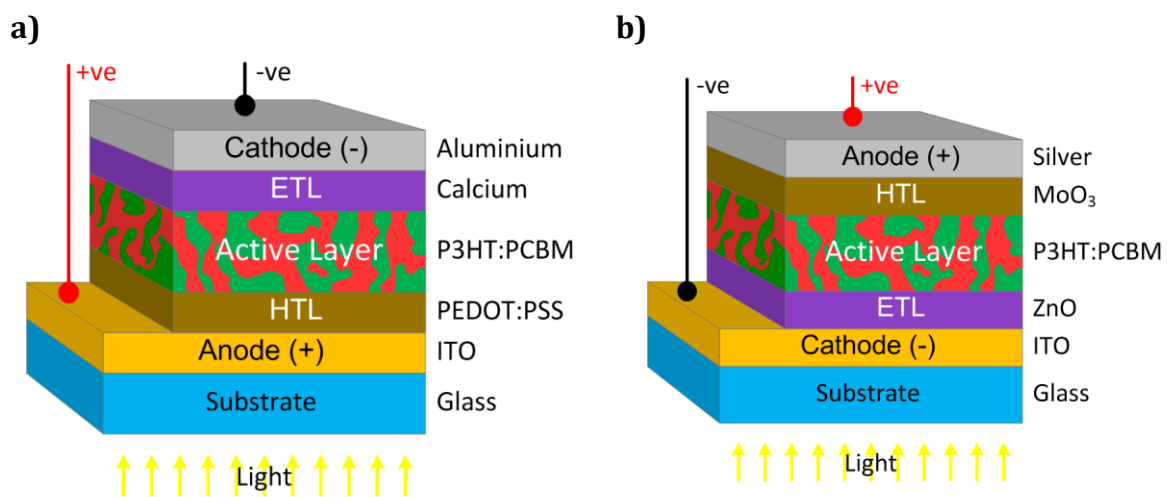 a)
+ve
-ve
Cathode (-) Aluminium
ETL Calcium
Active Layer P3HT:PCBM
HTL PEDOT:PSS
Anode (+) ITO
Substrate Glass
Light
b)
-ve
+ve
Anode (+) Silver
HTL MoO₃
Active Layer P3HT:PCBM
ETL ZnO
Cathode (-) ITO
Substrate Glass
Light